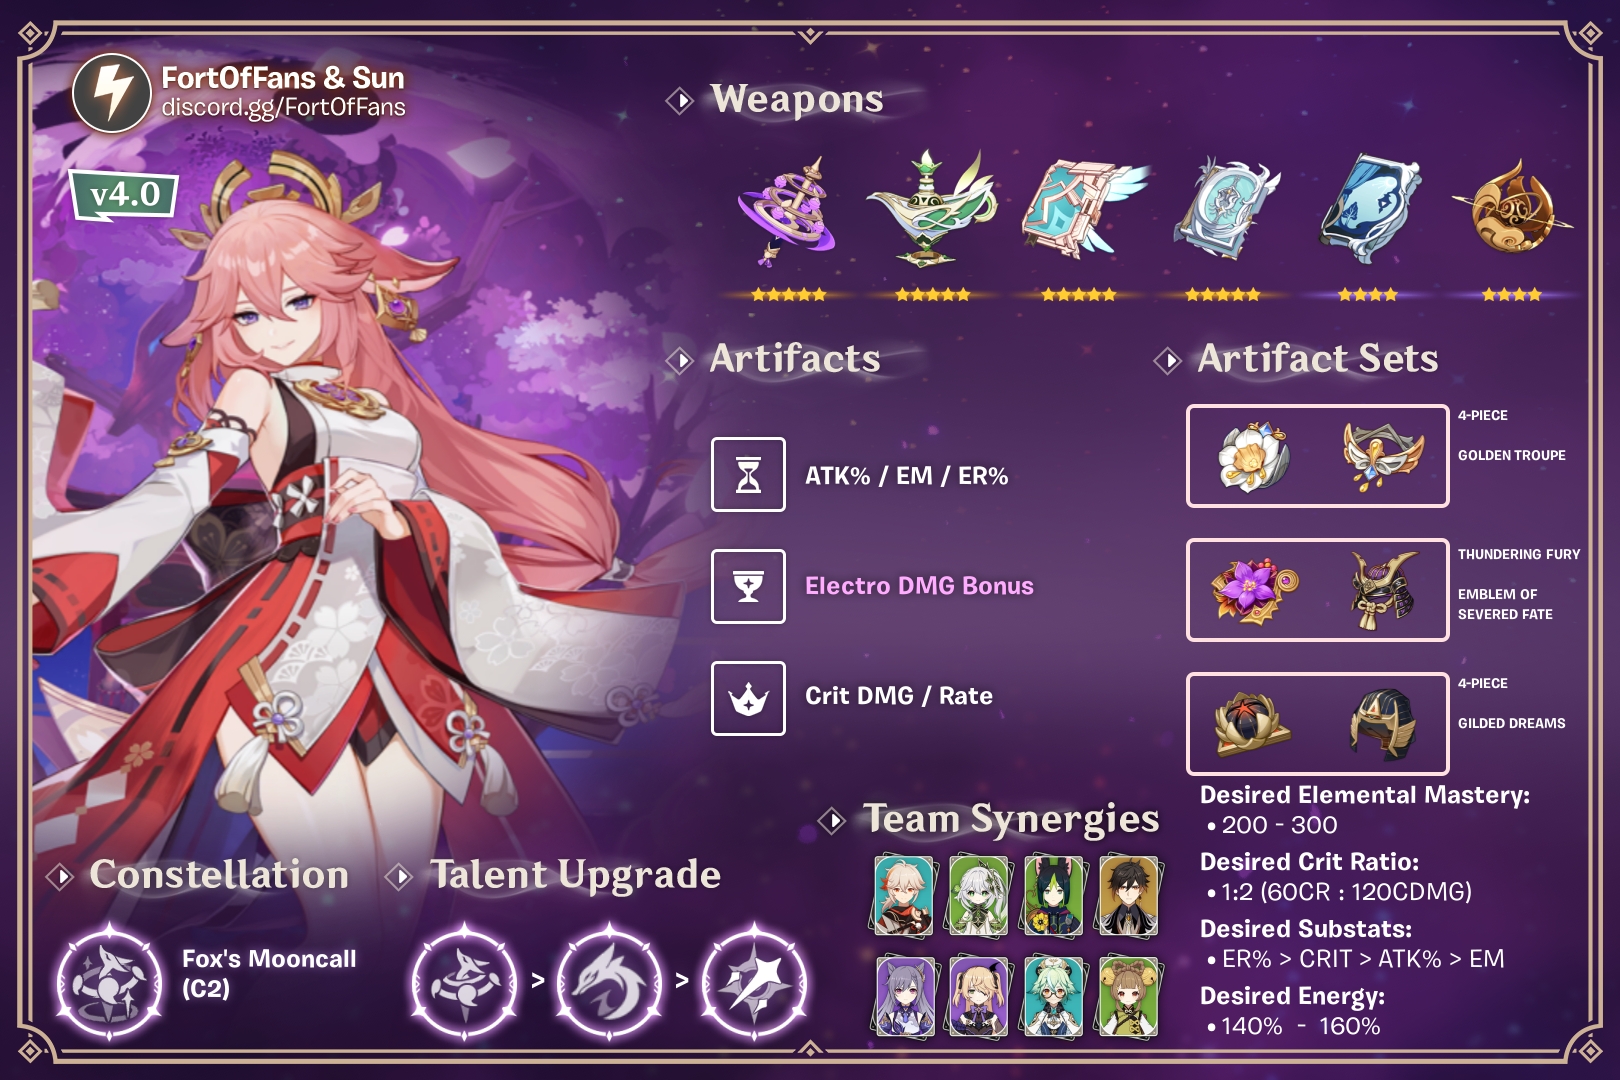 FortOfFans & Sun
discord.gg/FortOfFans
v4.0
Weapons
Artifacts
ATK% / EM / ER%
Electro DMG Bonus
Crit DMG / Rate
Artifact Sets
4-PIECE
GOLDEN TROUPE
THUNDERING FURY
EMBLEM OF
SEVERED FATE
4-PIECE
GILDED DREAMS
Constellation
Fox's Mooncall
(C2)
Talent Upgrade
> >
Team Synergies
Desired Elemental Mastery:
• 200 - 300
Desired Crit Ratio:
• 1:2 (60CR : 120CDMG)
Desired Substats:
• ER% > CRIT > ATK% > EM
Desired Energy:
• 140% - 160%